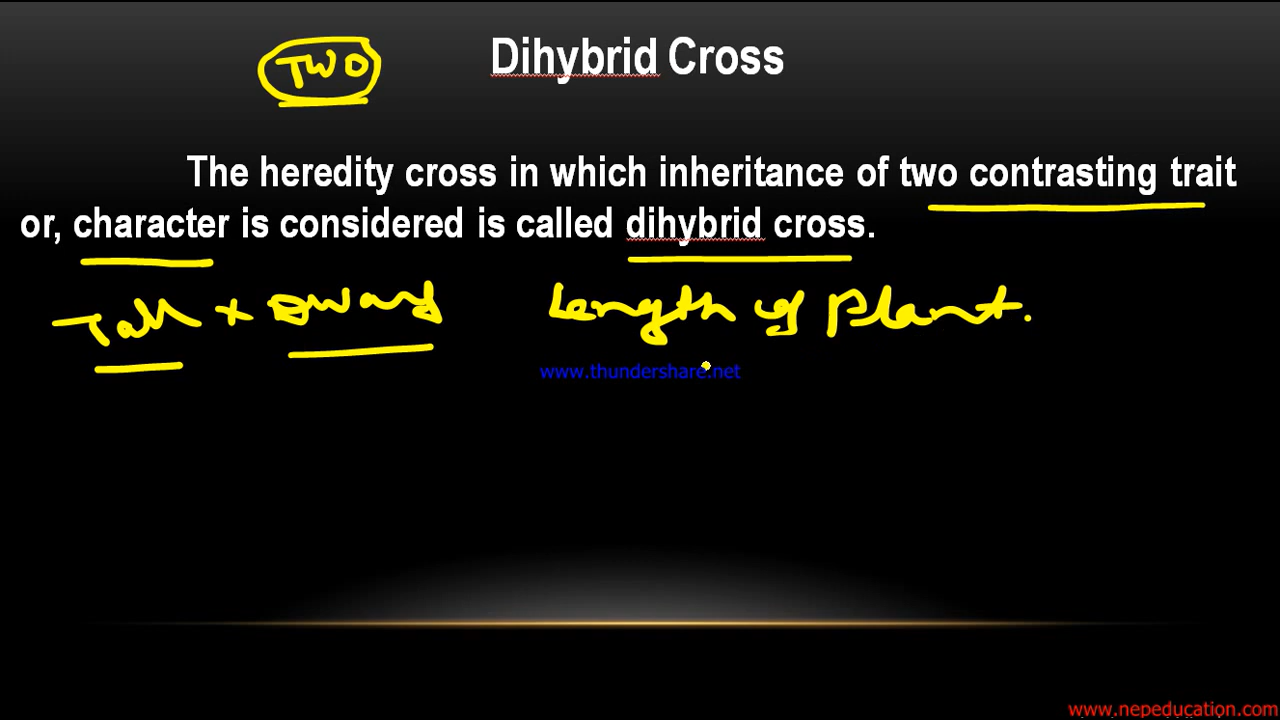 TWO Dihybrid Cross
The heredity cross in which inheritance of two contrasting trait
or, character is considered is called dihybrid cross.
Tall x Dwarf Length of plant.
www.thundershare.net
www.nepeducation.com